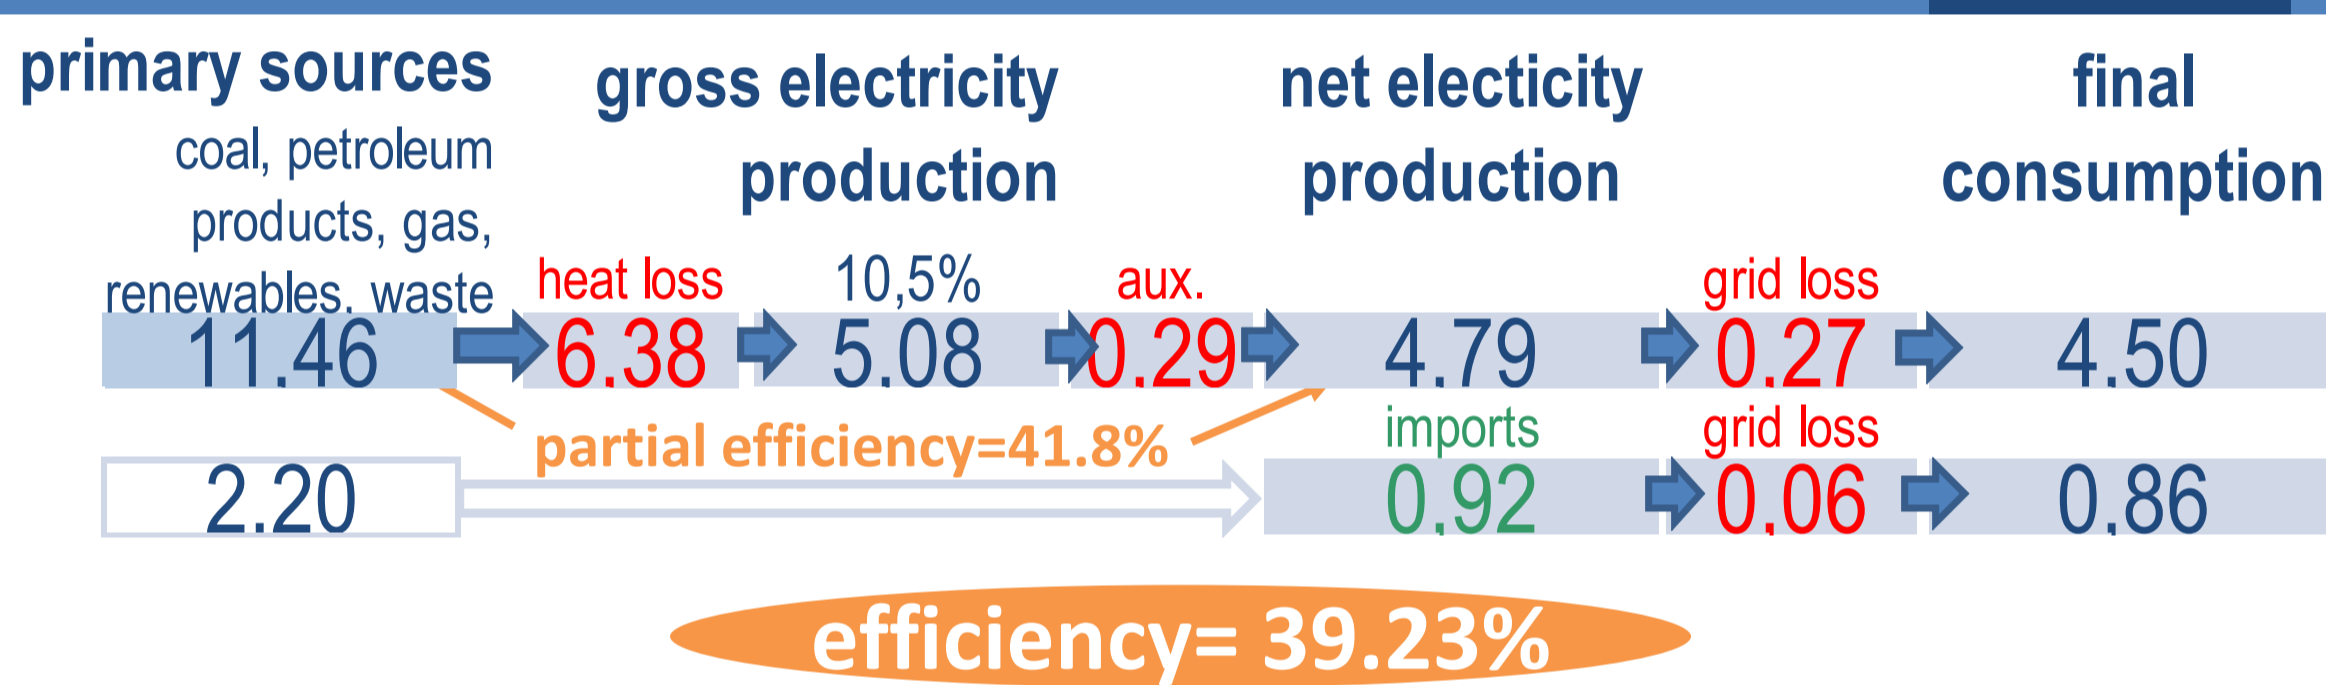 primary sources
coal, petroleum
products, gas,
renewables, waste
gross electricity
production
net electicity
production
final
consumption
heat loss
10,5%
aux.
grid loss
11.46
6.38
5.08
0.29
4.79
0.27
4.50
partial efficiency=41.8%
imports
grid loss
2.20
0.92
0.06
0.86
efficiency= 39.23%